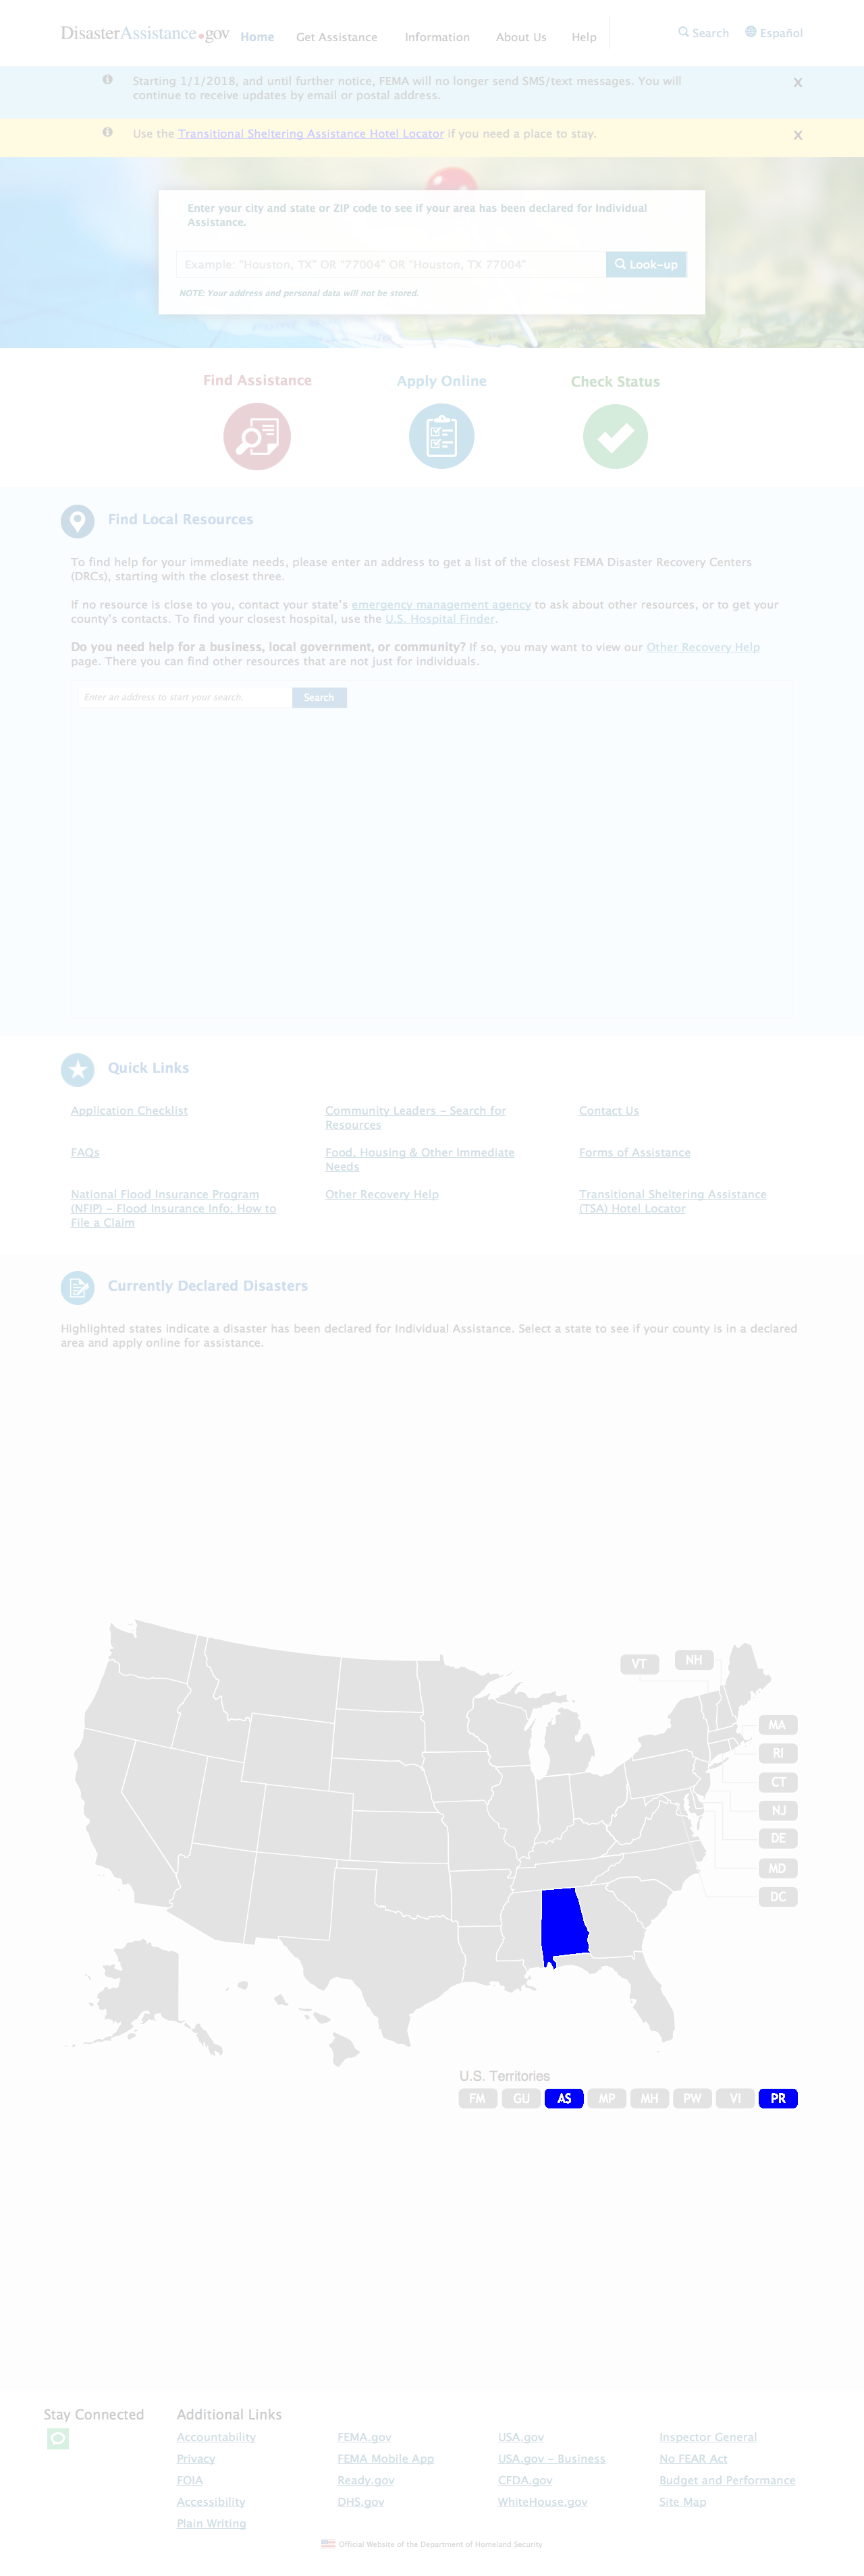 DisasterAssistance.gov Home Get Assistance Information About Us Help Search Español
Starting 1/1/2018, and until further notice, FEMA will no longer send SMS/text messages. You will
continue to receive updates by email or postal address.
X
Use the Transitional Sheltering Assistance Hotel Locator if you need a place to stay.
X
Enter your city and state or ZIP code to see if your area has been declared for Individual
Assistance.
Example: "Houston, TX" OR "77004" OR "Houston, TX 77004"
Look-up
NOTE: Your address and personal data will not be stored.
Find Assistance
Apply Online
Check Status
Find Local Resources
To find help for your immediate needs, please enter an address to get a list of the closest FEMA Disaster Recovery Centers
(DRCs), starting with the closest three.
If no resource is close to you, contact your state's emergency management agency to ask about other resources, or to get your
county's contacts. To find your closest hospital, use the U.S. Hospital Finder.
Do you need help for a business, local government, or community? If so, you may want to view our Other Recovery Help
page. There you can find other resources that are not just for individuals.
Enter an address to start your search.
Search
Quick Links
Application Checklist
Community Leaders - Search for
Resources
Contact Us
FAQs
Food, Housing & Other Immediate
Needs
Forms of Assistance
National Flood Insurance Program
(NFIP) - Flood Insurance Info: How to
File a Claim
Other Recovery Help
Transitional Sheltering Assistance
(TSA) Hotel Locator
Currently Declared Disasters
Highlighted states indicate a disaster has been declared for Individual Assistance. Select a state to see if your county is in a declared
area and apply online for assistance.
VT
NH
MA
RI
CT
NJ
DE
MD
DC
U.S. Territories
FM GU AS MP MH PW VI PR
Stay Connected
Additional Links
Accountability
FEMA.gov
USA.gov
Inspector General
Privacy
FEMA Mobile App
USA.gov - Business
No FEAR Act
FOIA
Ready.gov
CFDA.gov
Budget and Performance
Accessibility
DHS.gov
WhiteHouse.gov
Site Map
Plain Writing
Official Website of the Department of Homeland Security